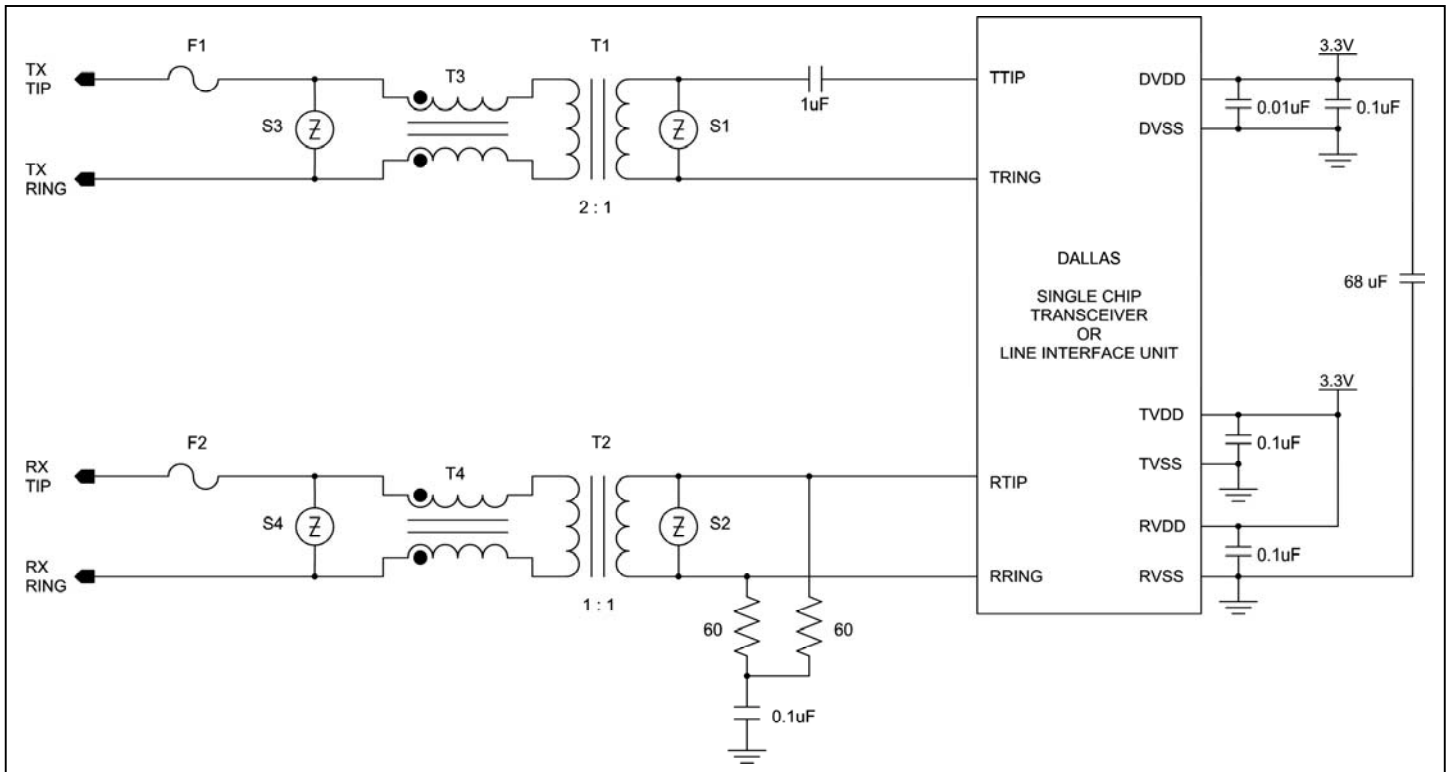 F1
TX
TIP
T3
T1
S3
S1
1uF
TX
RING
2 : 1
TTIP
TRING
DVDD
DVSS
3.3V
0.01uF
0.1uF
DALLAS
SINGLE CHIP
TRANSCEIVER
OR
LINE INTERFACE UNIT
68 uF
3.3V
TVDD
0.1uF
TVSS
RVDD
0.1uF
RVSS
F2
RX
TIP
T4
T2
S4
S2
RX
RING
1 : 1
RTIP
RRING
60
60
0.1uF